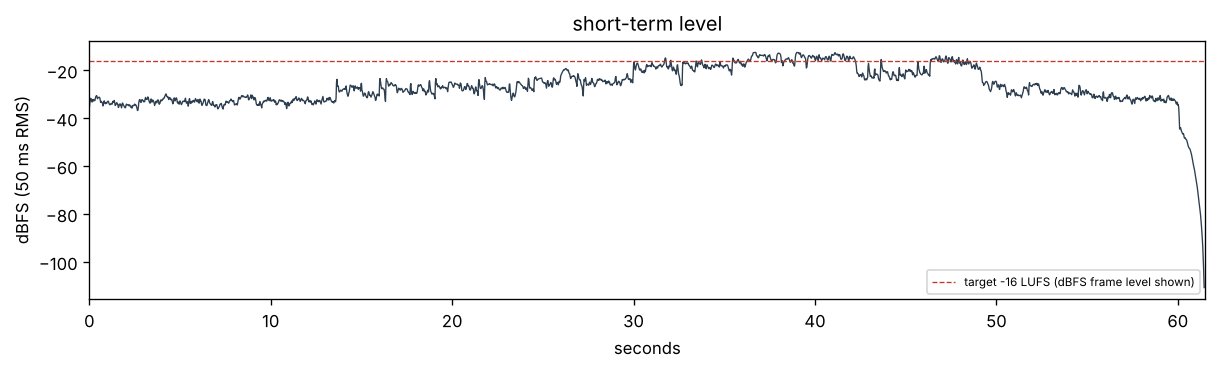 short-term level
dBFS (50 ms RMS)
−20
−40
−60
−80
−100
target -16 LUFS (dBFS frame level shown)
0 10 20 30 40 50 60
seconds